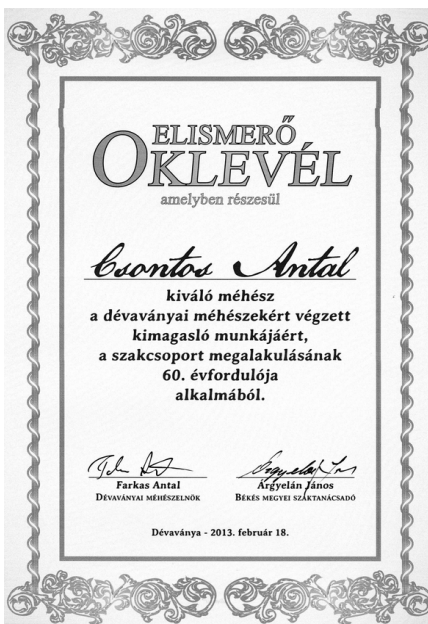 ELISMERŐ
OKLEVÉL
amelyben részesül
Csontos Antal
kiváló méhész
a dévaványai méhészekért végzett
kimagasló munkájáért,
a szakcsoport megalakulásának
60. évfordulója
alkalmából.
Farkas Antal
DÉVAVÁNYAI MÉHÉSZELNÖK
Argyelán János
BÉKÉS MEGYEI SZAKTANÁCSADÓ
Dévaványa - 2013. február 18.